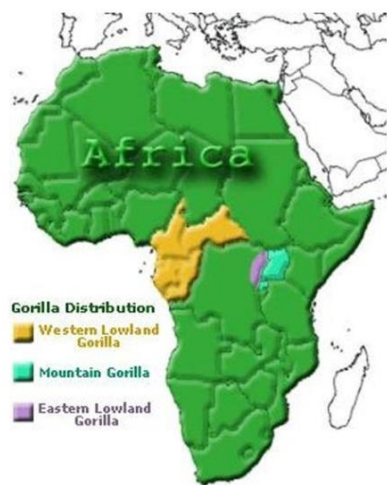 Africa
Gorilla Distribution
Western Lowland
Gorilla
Mountain Gorilla
Eastern Lowland
Gorilla